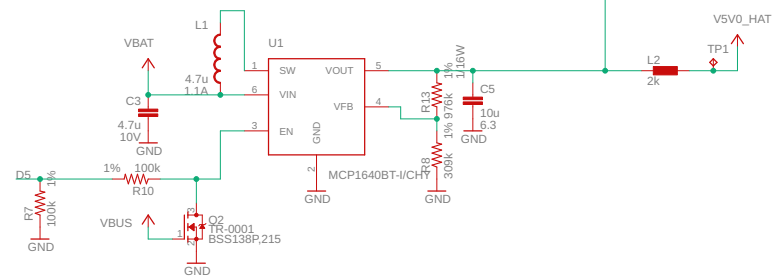 V5V0_HAT
L1
VBAT
U1
L2
TP1
4.7u
1.1A
1 SW VOUT 5
1%
1/16W
2k
6 VIN
C3
C5
VFB 4
R13
976k
10u
6.3
4.7u
10V
3 EN
GND
GND
GND
1%
R8
309k
2
MCP1640BT-I/CHY
D5
1%
100k
R10
1%
R7
100k
GND
GND
VBUS
3
Q2
TR-0001
BSS138P,215
1
2
GND
GND